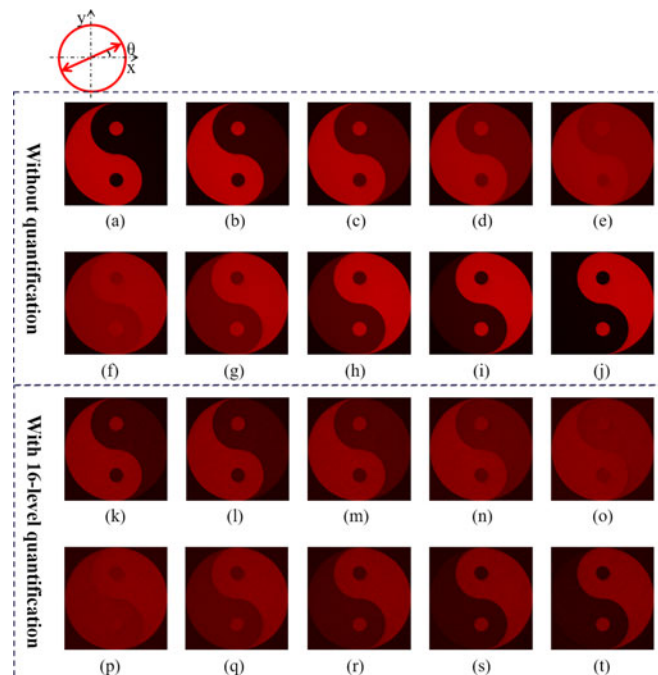 y
θ
x
Without quantification
(a) (b) (c) (d) (e)
(f) (g) (h) (i) (j)
With 16-level quantification
(k) (l) (m) (n) (o)
(p) (q) (r) (s) (t)